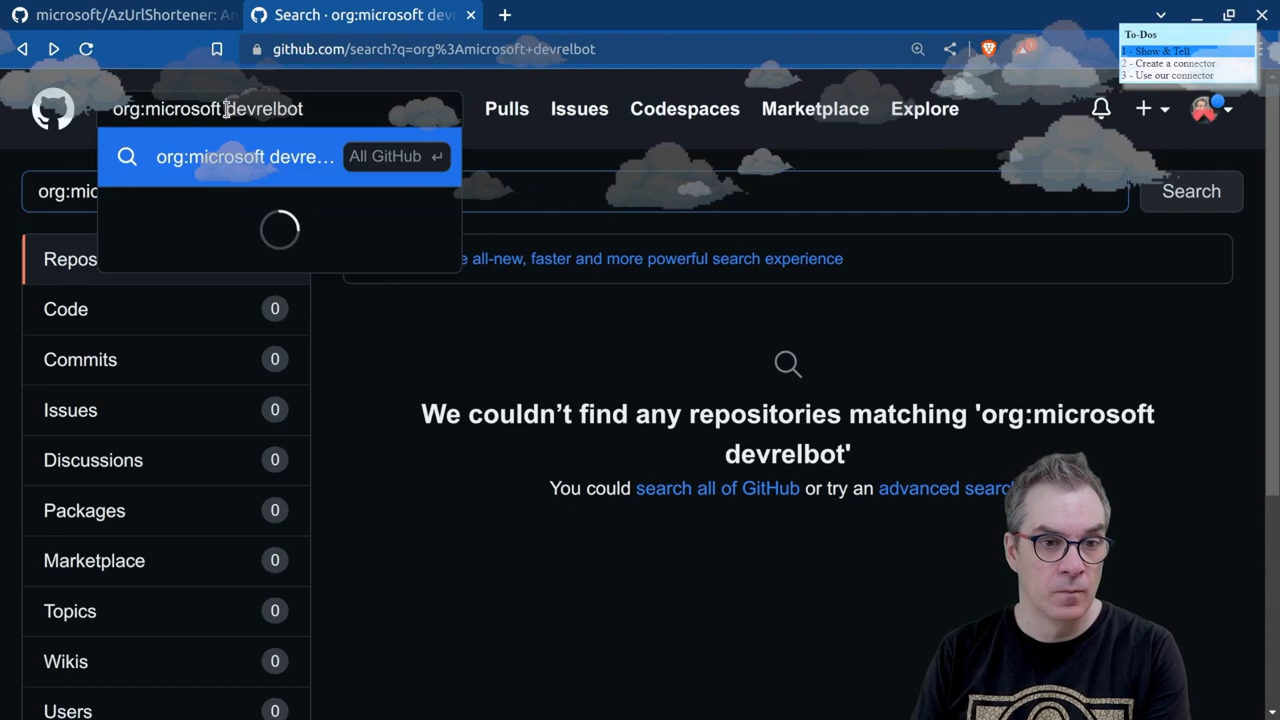 microsoft/AzUrlShortener: An
Search · org:microsoft dev
github.com/search?q=org%3Amicrosoft+devrelbot
To-Dos
1 - Show & Tell
2 - Create a connector
3 - Use our connector
org:microsoft devrelbot
Pulls
Issues
Codespaces
Marketplace
Explore
org:microsoft devre...
All GitHub
org:mic
Search
Repos
all-new, faster and more powerful search experience
Code 0
Commits 0
Issues 0
Discussions 0
Packages 0
Marketplace 0
Topics 0
Wikis 0
Users
We couldn't find any repositories matching 'org:microsoft
devrelbot'
You could search all of GitHub or try an advanced search